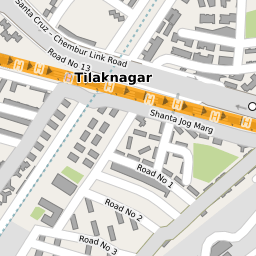 Santa Cruz - Chembur Link Road
Road No 13
Tilaknagar
Shanta Jog Marg
Road No 1
Road No 2
Road No 3